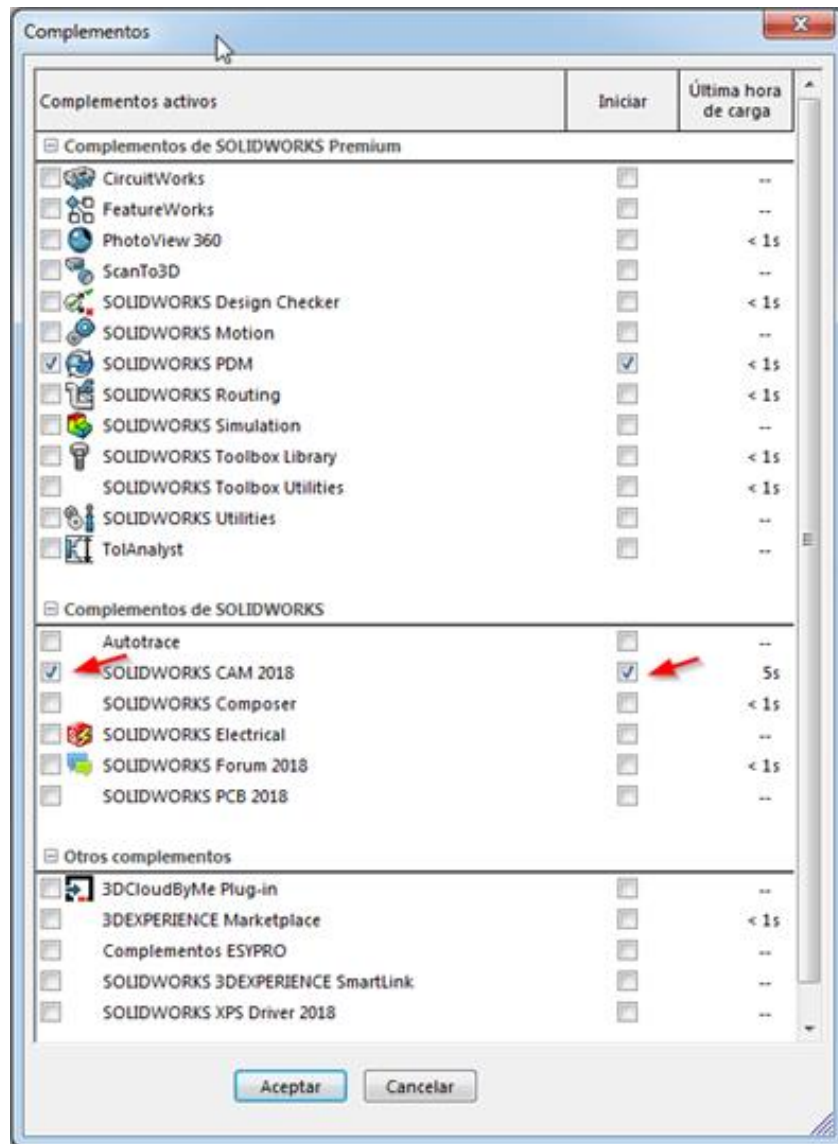 Complementos
Complementos activos Iniciar Última hora de carga
Complementos de SOLIDWORKS Premium
CircuitWorks --
FeatureWorks --
PhotoView 360 < 1s
ScanTo3D --
SOLIDWORKS Design Checker < 1s
SOLIDWORKS Motion --
SOLIDWORKS PDM < 1s
SOLIDWORKS Routing < 1s
SOLIDWORKS Simulation --
SOLIDWORKS Toolbox Library < 1s
SOLIDWORKS Toolbox Utilities < 1s
SOLIDWORKS Utilities --
TolAnalyst --
Complementos de SOLIDWORKS
Autotrace --
SOLIDWORKS CAM 2018 5s
SOLIDWORKS Composer < 1s
SOLIDWORKS Electrical --
SOLIDWORKS Forum 2018 < 1s
SOLIDWORKS PCB 2018 --
Otros complementos
3DCloudByMe Plug-in --
3DEXPERIENCE Marketplace < 1s
Complementos ESYPRO --
SOLIDWORKS 3DEXPERIENCE SmartLink --
SOLIDWORKS XPS Driver 2018 --
Aceptar Cancelar